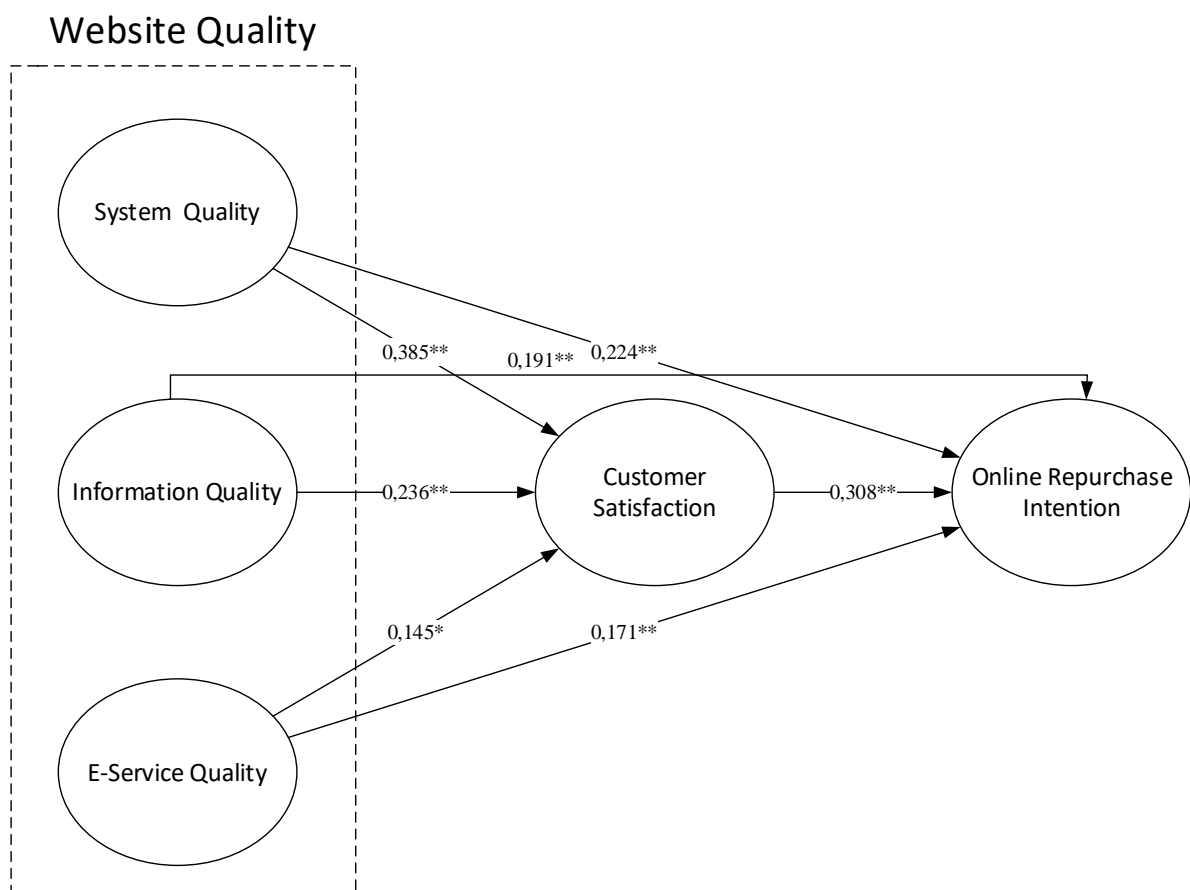 Website Quality
System  Quality
0,385**
0,191**
0,224**
Information Quality
0,236**
Customer
Satisfaction
0,308**
Online Repurchase
Intention
0,145*
0,171**
E-Service Quality